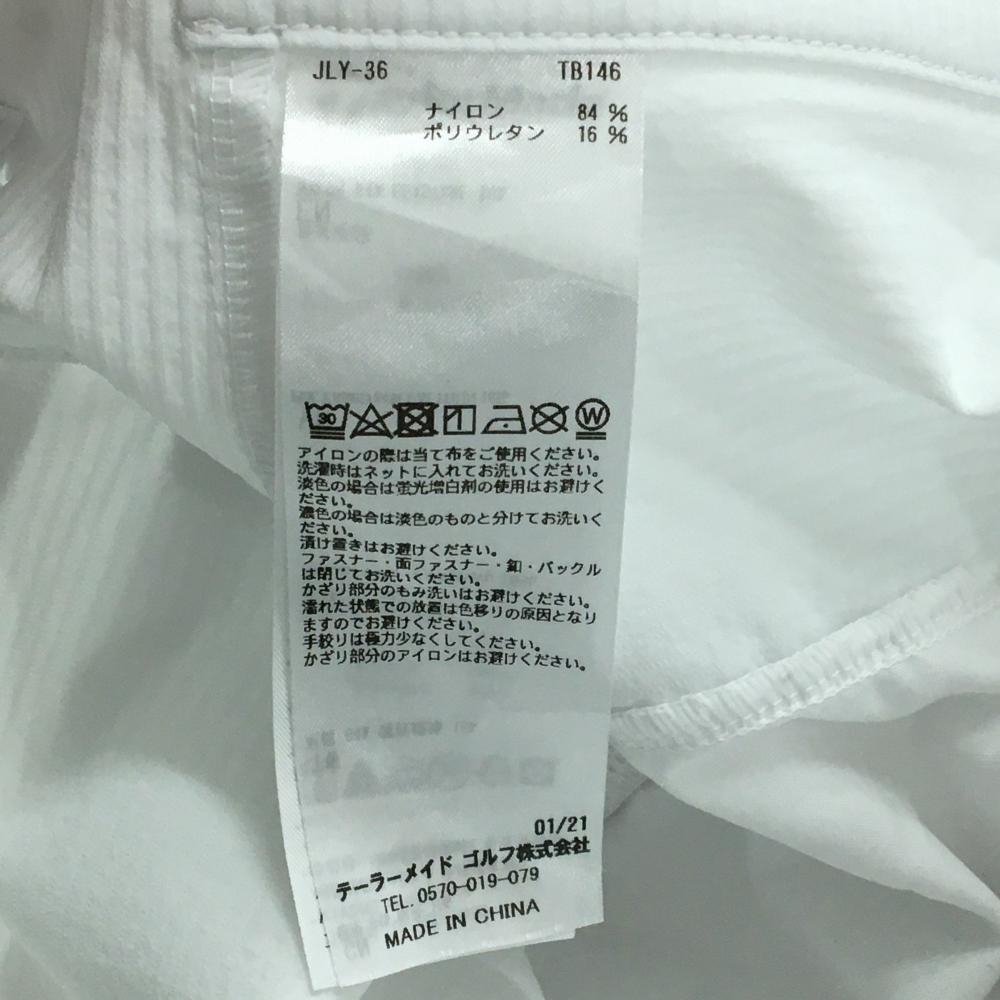 JLY-36 TB146
ナイロン 84 %
ポリウレタン 16 %
30 W
アイロンの際は当て布をご使用ください。
洗濯時はネットに入れてお洗いください。
淡色の場合は蛍光増白剤の使用はお避けく
ださい。
濃色の場合は淡色のものと分けてお洗いく
ださい。
漬け置きはお避けください。
ファスナー・面ファスナー・釦・バックル
は閉じてお洗いください。
かざり部分のもみ洗いはお避けください。
濡れた状態での放置は色移りの原因となり
ますのでお避けください。
手絞りは極力少なくしてください。
かざり部分のアイロンはお避けください。
01/21
テーラーメイド ゴルフ株式会社
TEL. 0570-019-079
MADE IN CHINA